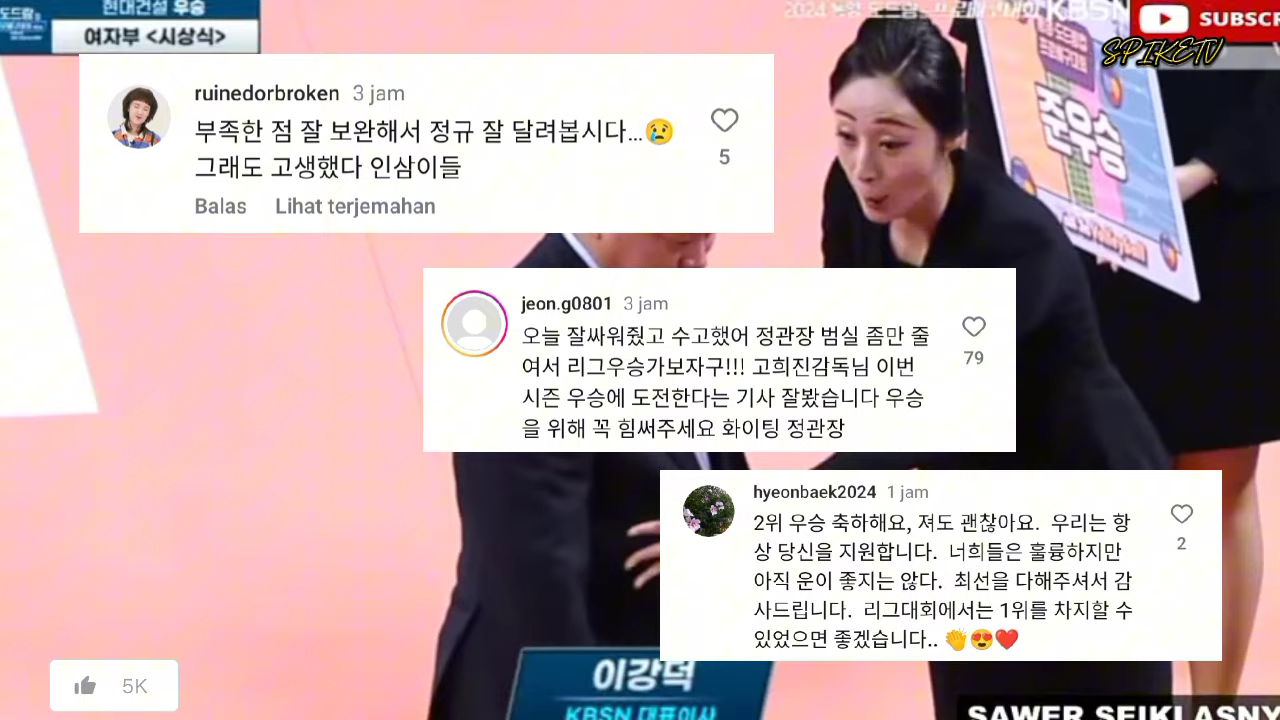 현대건설 우승
여자부 <시상식>
KBSN
SUBSCR
SPIKETV
준우승
Volleyball
ruinedorbroken 3 jam
부족한 점 잘 보완해서 정규 잘 달려봅시다...😢
그래도 고생했다 인삼이들
5
Balas Lihat terjemahan
jeon.g0801 3 jam
오늘 잘싸워줬고 수고했어 정관장 범실 좀만 줄
여서 리그우승가보자구!!! 고희진감독님 이번
시즌 우승에 도전한다는 기사 잘봤습니다 우승
을 위해 꼭 힘써주세요 화이팅 정관장
79
hyeonbaek2024 1 jam
2위 우승 축하해요, 져도 괜찮아요. 우리는 항
상 당신을 지원합니다. 너희들은 훌륭하지만
아직 운이 좋지는 않다. 최선을 다해주셔서 감
사드립니다. 리그대회에서는 1위를 차지할 수
있었으면 좋겠습니다.. 👏😍❤️
2
5K
이강덕
KBSN 대표이사
SAWER SEIKLASNY